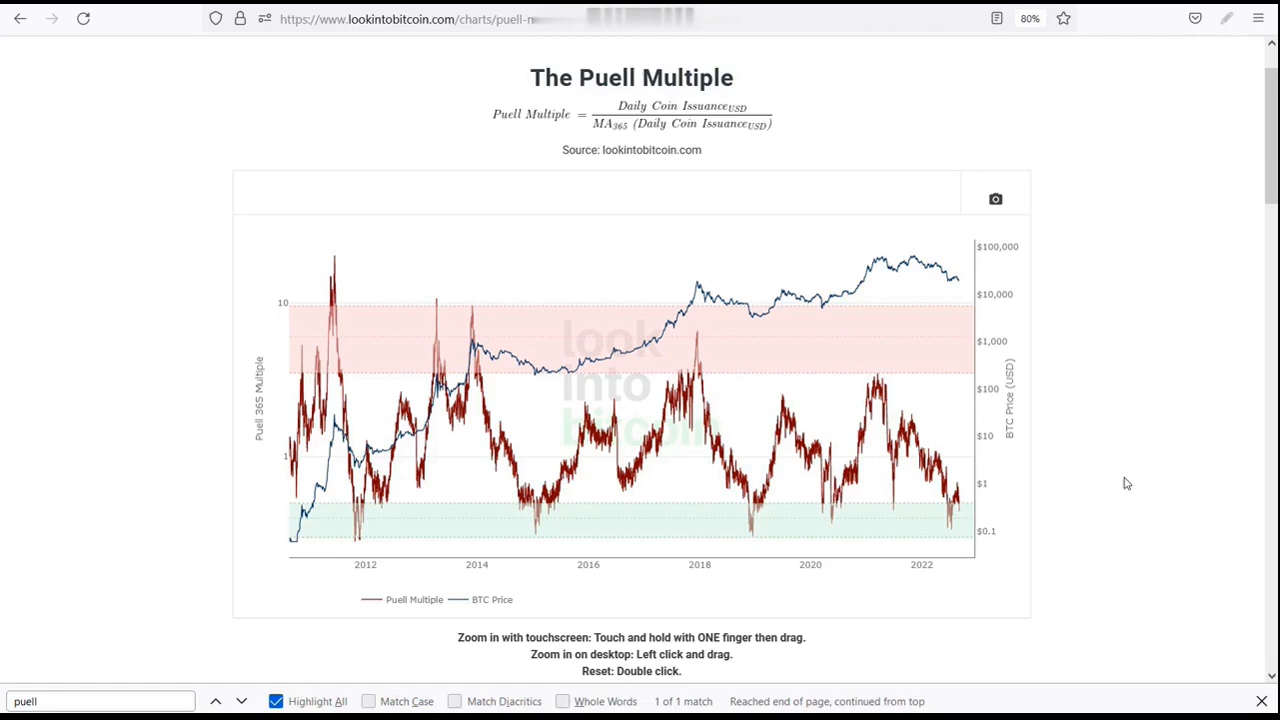 https://www.lookintobitcoin.com/charts/puell-
80%
The Puell Multiple
Puell Multiple = Daily Coin IssuanceUSD
MA365 (Daily Coin IssuanceUSD)
Source: lookintobitcoin.com
look
into
bitcoin
Puell 365 Multiple
10
1
$100,000
$10,000
$1,000
$100
$10
$1
$0.1
BTC Price (USD)
2012 2014 2016 2018 2020 2022
Puell Multiple BTC Price
Zoom in with touchscreen: Touch and hold with ONE finger then drag.
Zoom in on desktop: Left click and drag.
Reset: Double click.
puell Highlight All Match Case Match Diacritics Whole Words 1 of 1 match Reached end of page, continued from top